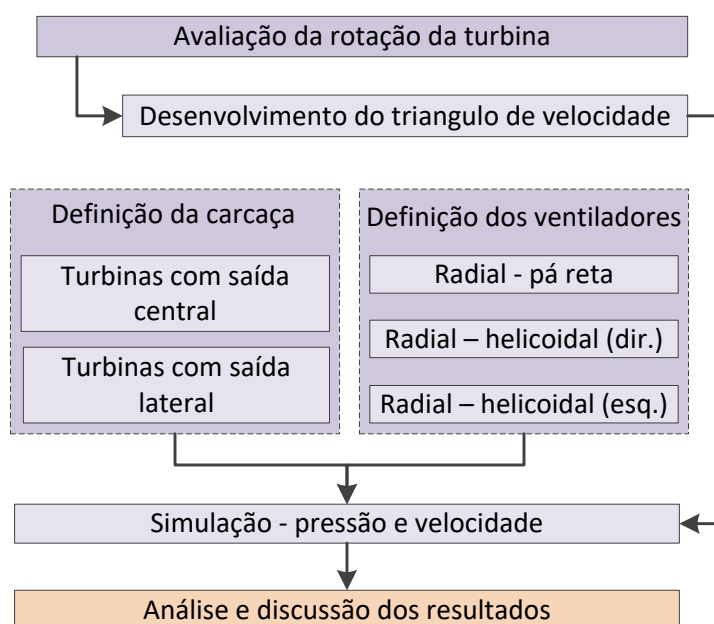 Avaliação da rotação da turbina
Desenvolvimento do triangulo de velocidade
Definição da carcaça
Turbinas com saída
central
Turbinas com saída
lateral
Definição dos ventiladores
Radial - pá reta
Radial – helicoidal (dir.)
Radial – helicoidal (esq.)
Simulação - pressão e velocidade
Análise e discussão dos resultados